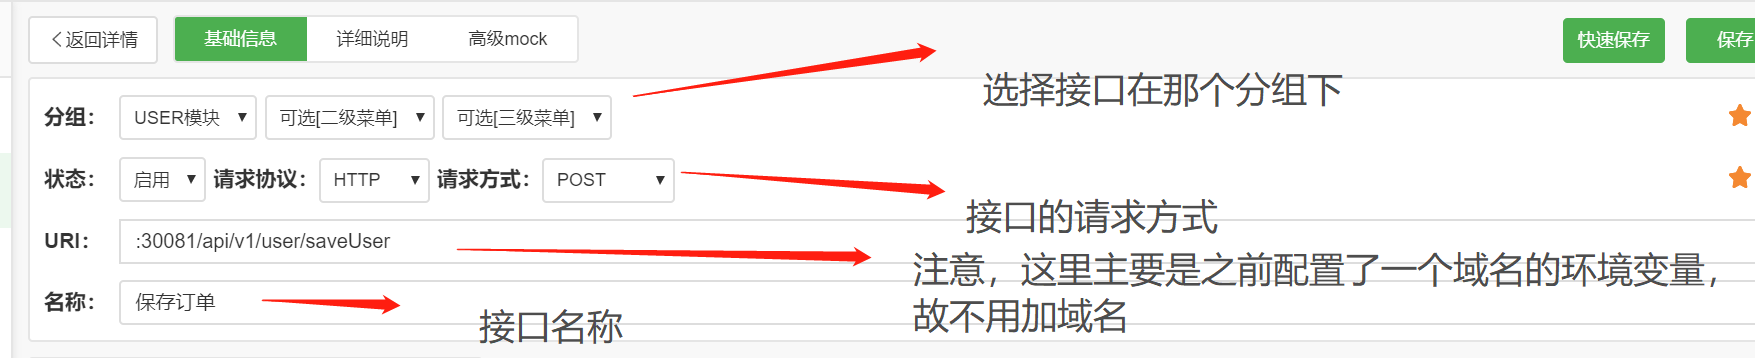 返回详情 基础信息 详细说明 高级mock 快速保存 保存
选择接口在那个分组下
分组： USER模块 可选[二级菜单] 可选[三级菜单]
状态： 启用 请求协议： HTTP 请求方式： POST
接口的请求方式
URI： :30081/api/v1/user/saveUser
注意，这里主要是之前配置了一个域名的环境变量，
故不用加域名
名称： 保存订单
接口名称